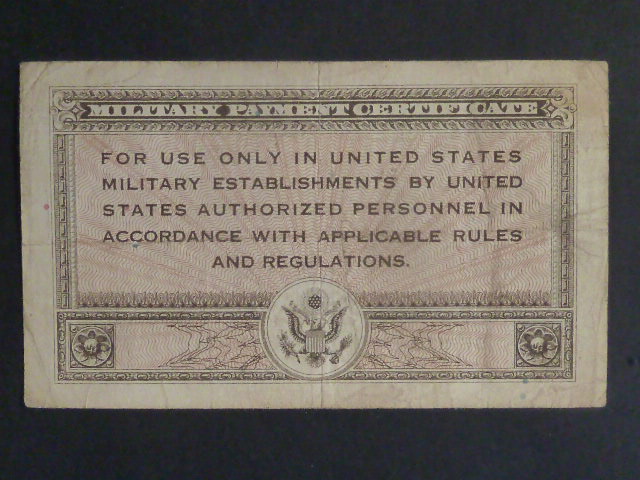 MILITARY PAYMENT CERTIFICATE
FOR USE ONLY IN UNITED STATES
MILITARY ESTABLISHMENTS BY UNITED
STATES AUTHORIZED PERSONNEL IN
ACCORDANCE WITH APPLICABLE RULES
AND REGULATIONS.